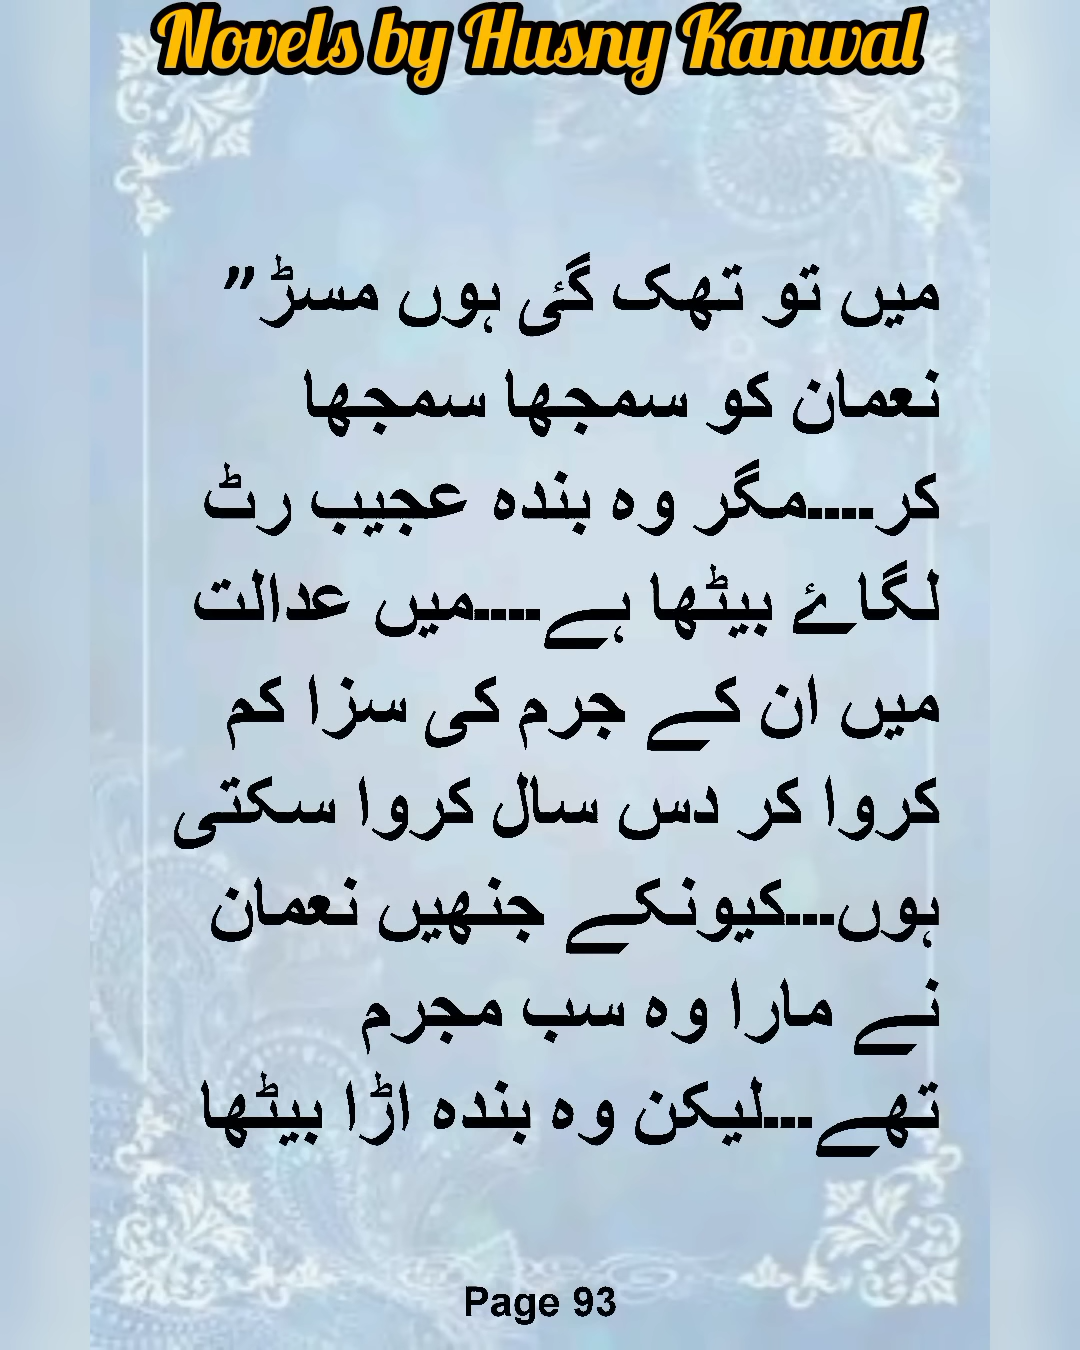 Novels by Husny Kanwal
میں تو تھک گئی ہوں مسڑ”
نعمان کو سمجھا سمجھا
کر....مگر وہ بندہ عجیب رٹ
لگاۓ بیٹھا ہے....میں عدالت
میں ان کے جرم کی سزا کم
کروا کر دس سال کروا سکتی
ہوں...کیونکے جنھیں نعمان
نے مارا وہ سب مجرم
تھے...لیکن وہ بندہ اڑا بیٹھا
Page 93